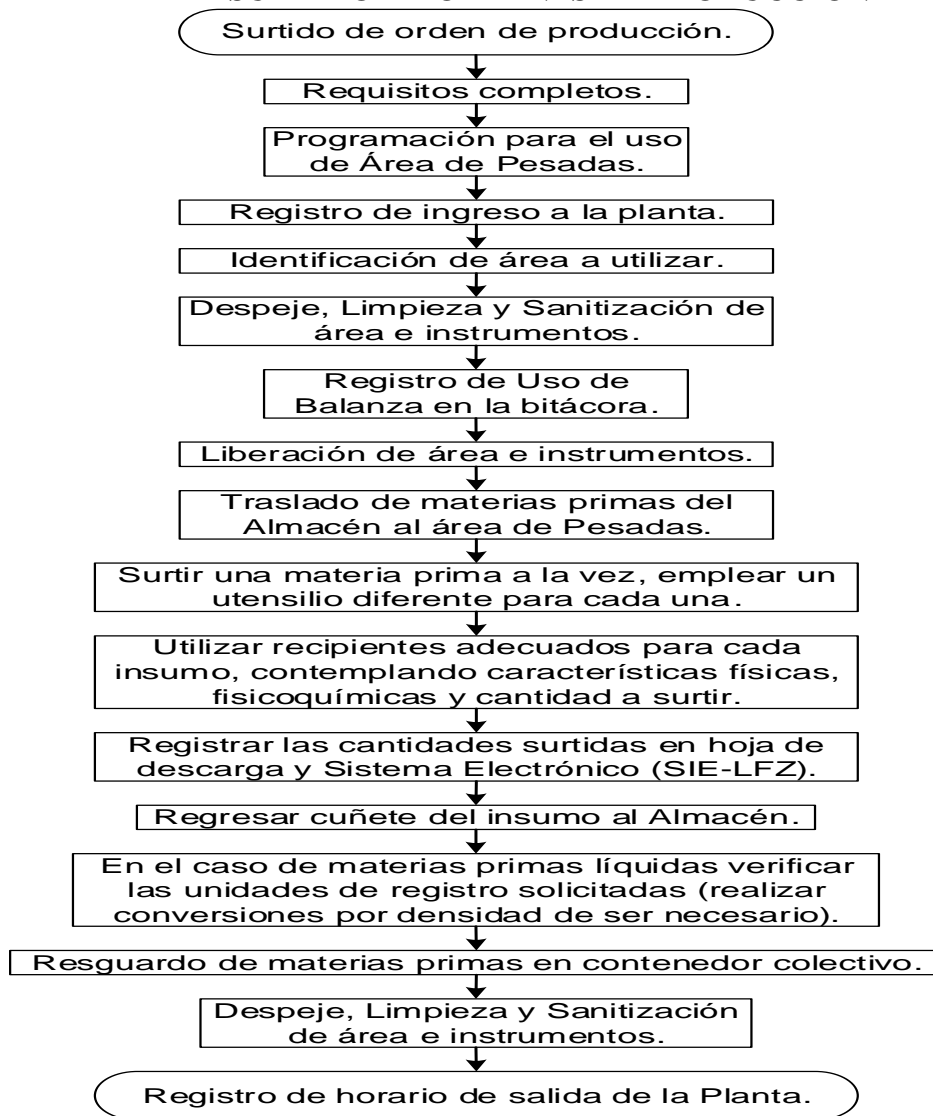 Surtido de orden de producción.
Requisitos completos.
Programación para el uso
de Área de Pesadas.
Registro de ingreso a la planta.
Identificación de área a utilizar.
Despeje, Limpieza y Sanitización de
área e instrumentos.
Registro de Uso de
Balanza en la bitácora.
Liberación de área e instrumentos.
Traslado de materias primas del
Almacén al área de Pesadas.
Surtir una materia prima a la vez, emplear un
utensilio diferente para cada una.
Utilizar recipientes adecuados para cada
insumo, contemplando características físicas,
fisicoquímicas y cantidad a surtir.
Registrar las cantidades surtidas en hoja de
descarga y Sistema Electrónico (SIE-LFZ).
Regresar cuñete del insumo al Almacén.
En el caso de materias primas líquidas verificar
las unidades de registro solicitadas (realizar
conversiones por densidad de ser necesario).
Resguardo de materias primas en contenedor colectivo.
Despeje, Limpieza y Sanitización
de área e instrumentos.
Registro de horario de salida de la Planta.